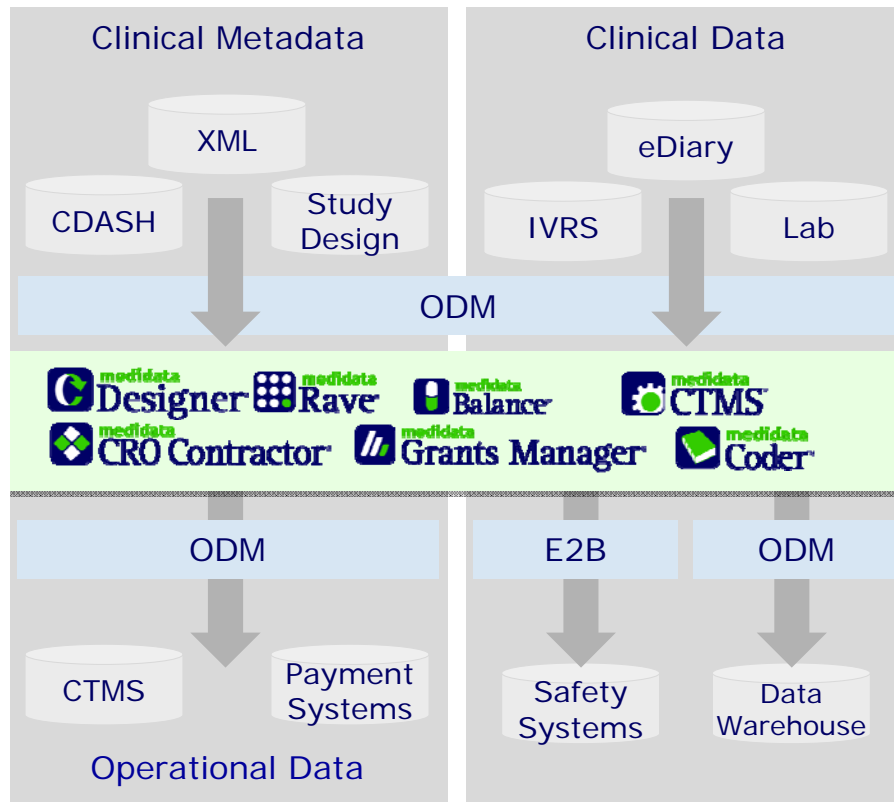 Clinical Metadata
Clinical Data
XML
eDiary
CDASH
Study
Design
IVRS
Lab
ODM
medidata
Designer
medidata
Rave
medidata
Balance
medidata
CTMS
medidata
CRO Contractor
medidata
Grants Manager
medidata
Coder
ODM
E2B
ODM
CTMS
Payment
Systems
Safety
Systems
Data
Warehouse
Operational Data